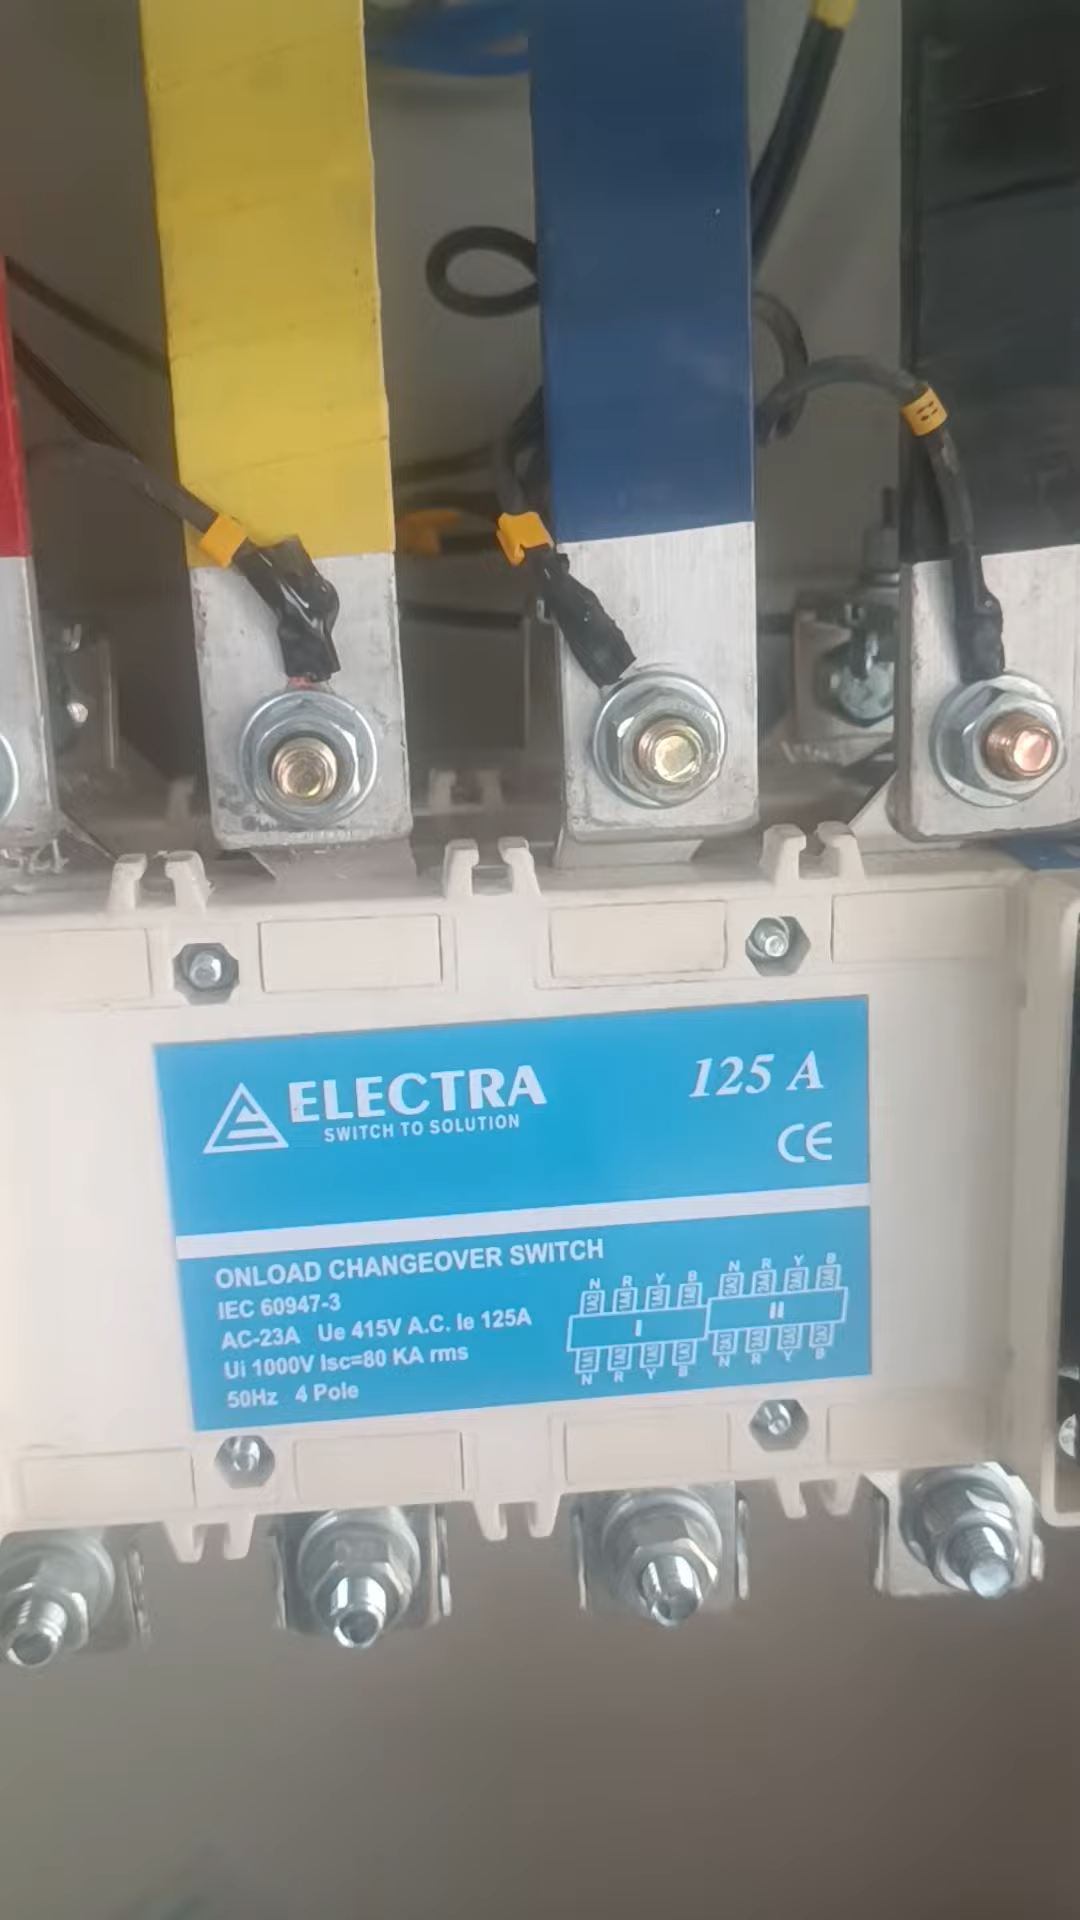 ELECTRA
SWITCH TO SOLUTION
125 A
CE
ONLOAD CHANGEOVER SWITCH
IEC 60947-3
AC-23A Ue 415V A.C. Ie 125A
Ui 1000V Isc=80 KA rms
50Hz 4 Pole
N R Y B N R Y B
I II
N R Y B N R Y B